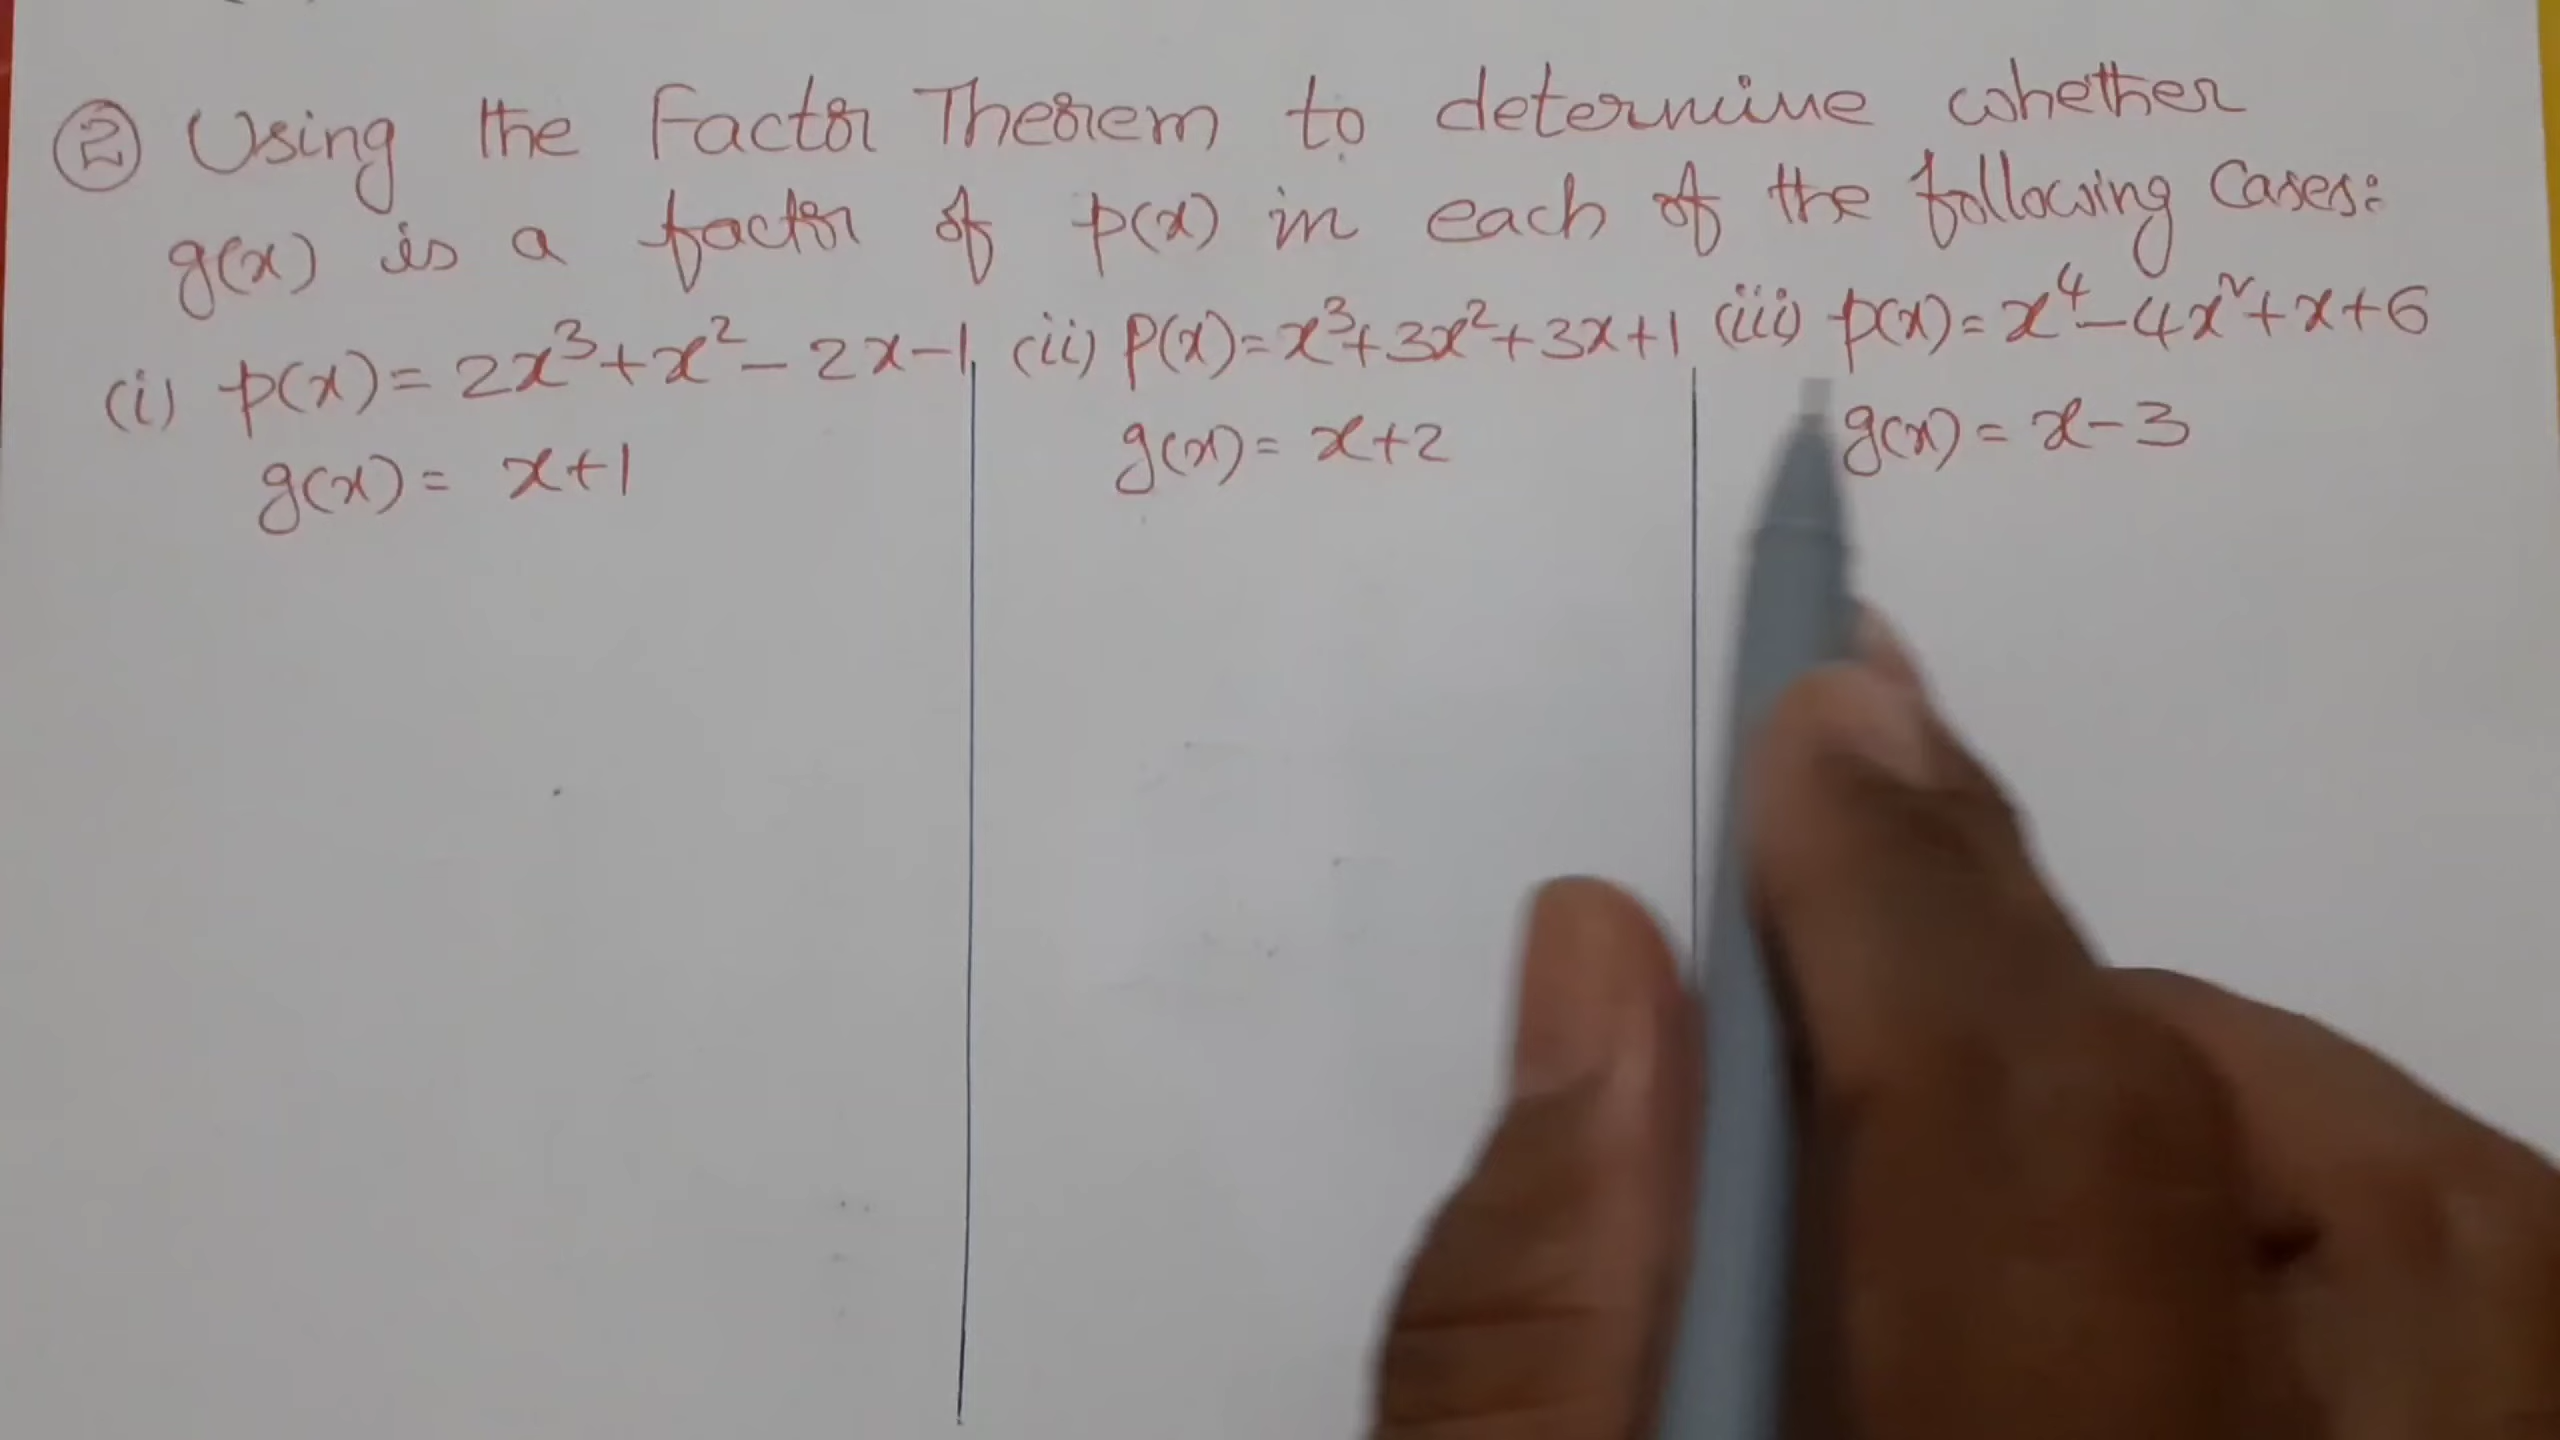 ② Using the Factor Theorem to determine whether
g(x) is a factor of p(x) in each of the following cases:
(i) p(x) = 2x³+x²-2x-1
g(x) = x+1
(ii) P(x) = x³+3x²+3x+1
g(x) = x+2
(iii) p(x) = x⁴-4x²+x+6
g(x) = x-3